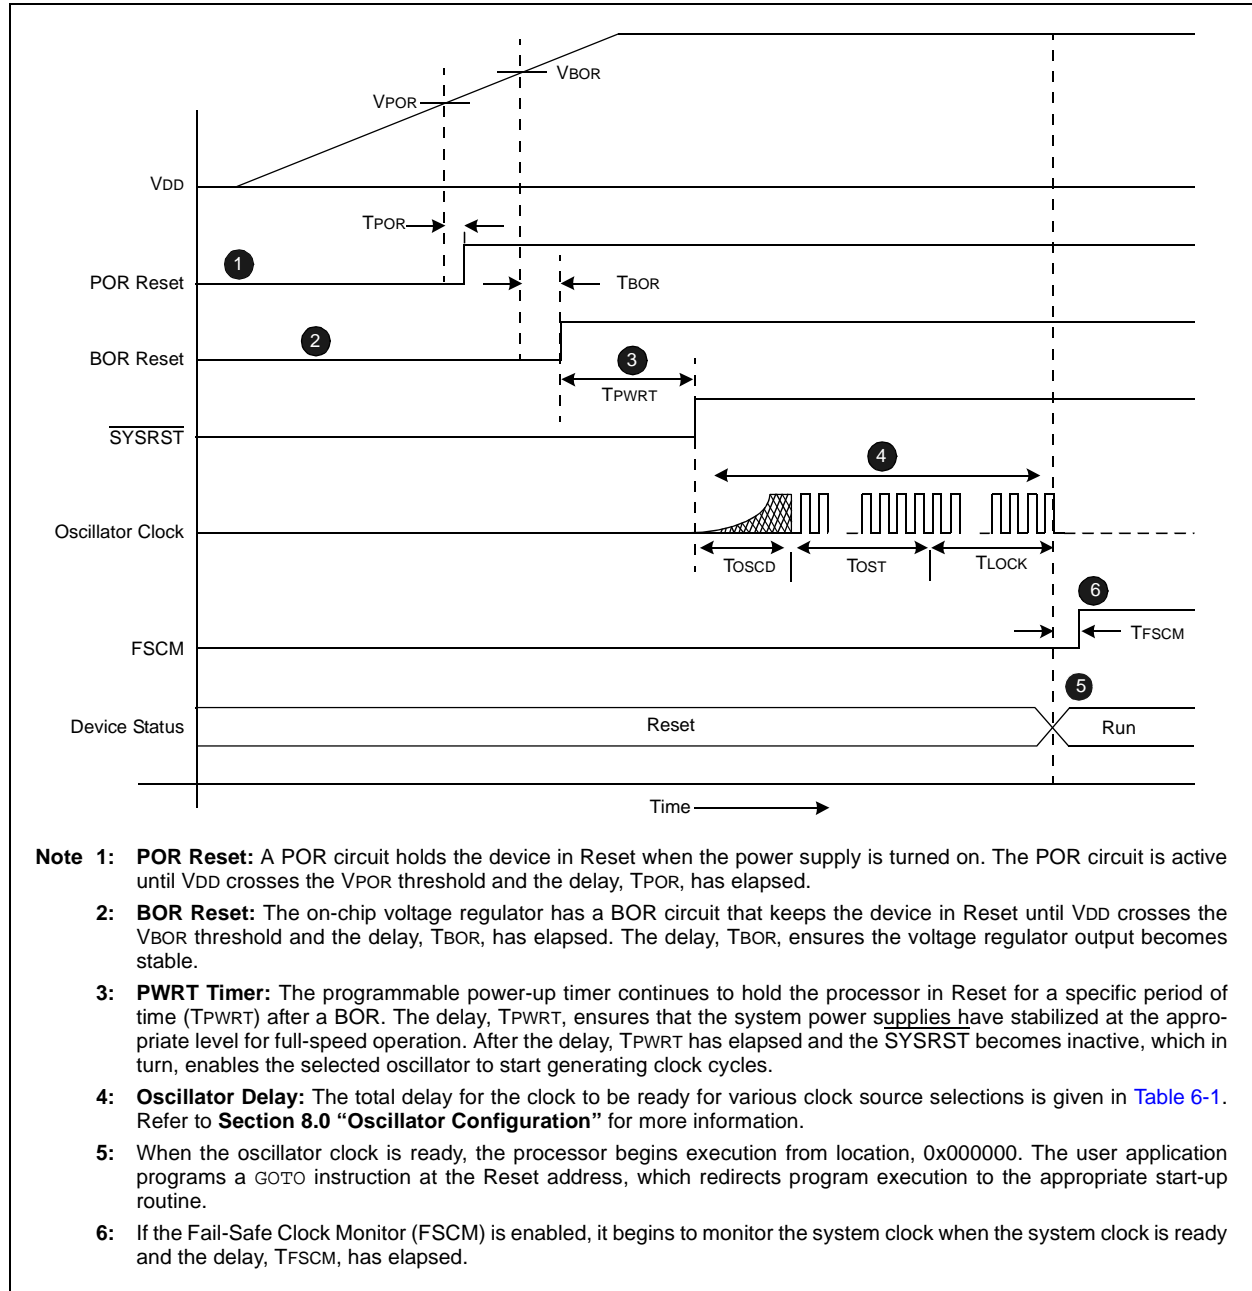 VBOR
VPOR
VDD
TPOR
1
POR Reset
TBOR
2
BOR Reset
3
TPWRT
SYSRST
4
Oscillator Clock
TOSCD
TOST
TLOCK
6
TFSCM
FSCM
5
Device Status
Reset
Run
Time
Note 1: POR Reset: A POR circuit holds the device in Reset when the power supply is turned on. The POR circuit is active
until VDD crosses the VPOR threshold and the delay, TPOR, has elapsed.
2: BOR Reset: The on-chip voltage regulator has a BOR circuit that keeps the device in Reset until VDD crosses the
VBOR threshold and the delay, TBOR, has elapsed. The delay, TBOR, ensures the voltage regulator output becomes
stable.
3: PWRT Timer: The programmable power-up timer continues to hold the processor in Reset for a specific period of
time (TPWRT) after a BOR. The delay, TPWRT, ensures that the system power supplies have stabilized at the appro-
priate level for full-speed operation. After the delay, TPWRT has elapsed and the SYSRST becomes inactive, which in
turn, enables the selected oscillator to start generating clock cycles.
4: Oscillator Delay: The total delay for the clock to be ready for various clock source selections is given in Table 6-1.
Refer to Section 8.0 “Oscillator Configuration” for more information.
5: When the oscillator clock is ready, the processor begins execution from location, 0x000000. The user application
programs a GOTO instruction at the Reset address, which redirects program execution to the appropriate start-up
routine.
6: If the Fail-Safe Clock Monitor (FSCM) is enabled, it begins to monitor the system clock when the system clock is ready
and the delay, TFSCM, has elapsed.